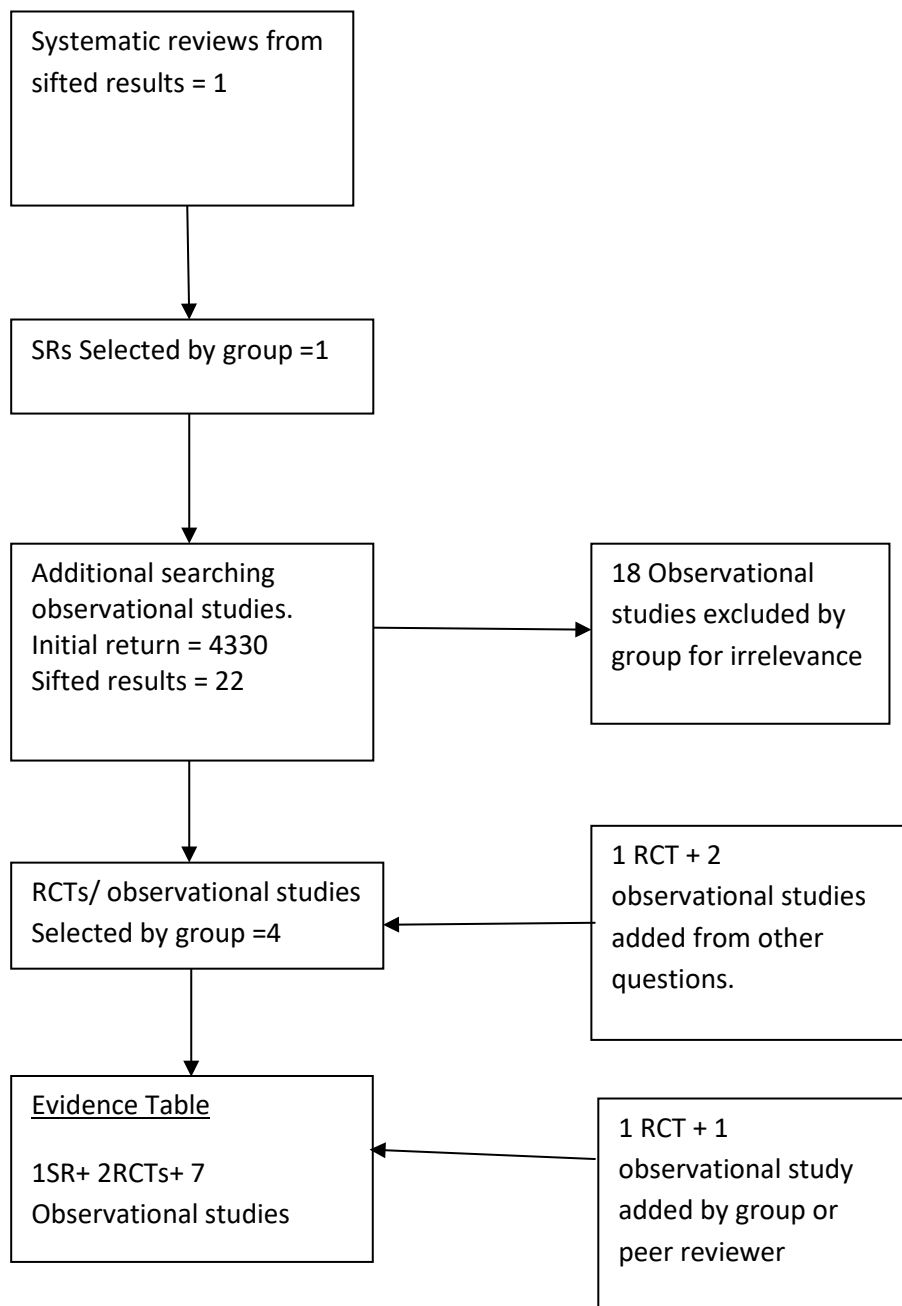 Systematic reviews from
sifted results = 1
SRs Selected by group =1
Additional searching
observational studies.
Initial return = 4330
Sifted results = 22
18 Observational
studies excluded by
group for irrelevance
RCTs/ observational studies
Selected by group =4
1 RCT + 2
observational studies
added from other
questions.
Evidence Table
1SR+ 2RCTs+ 7
Observational studies
1 RCT + 1
observational study
added by group or
peer reviewer